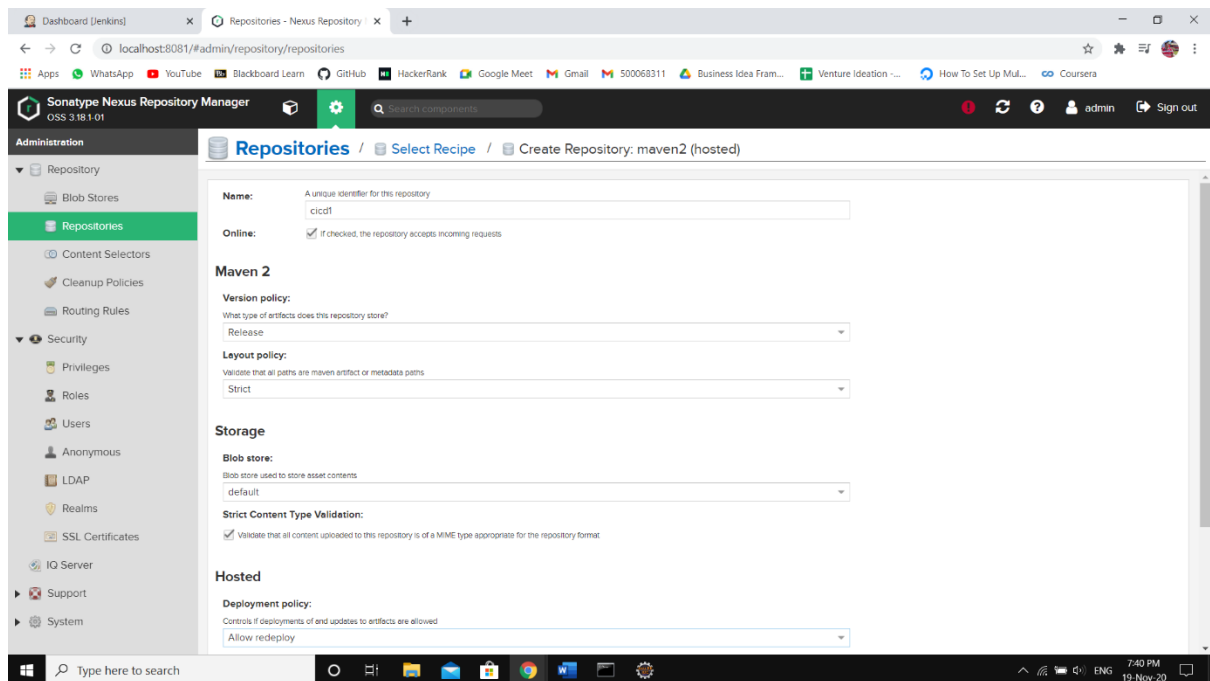 Dashboard [Jenkins]
Repositories - Nexus Repository
localhost:8081/#admin/repository/repositories
Apps WhatsApp YouTube Blackboard Learn GitHub HackerRank Google Meet Gmail 500068311 Business Idea Fram... Venture Ideation -... How To Set Up Mul... Coursera
Sonatype Nexus Repository Manager
OSS 3.18.1-01
Search components
admin
Sign out
Administration
Repositories / Select Recipe / Create Repository: maven2 (hosted)
Repository
Blob Stores
Repositories
Content Selectors
Cleanup Policies
Routing Rules
Security
Privileges
Roles
Users
Anonymous
LDAP
Realms
SSL Certificates
IQ Server
Support
System
Name:
A unique identifier for this repository
cicd1
Online:
If checked, the repository accepts incoming requests
Maven 2
Version policy:
What type of artifacts does this repository store?
Release
Layout policy:
Validate that all paths are maven artifact or metadata paths
Strict
Storage
Blob store:
Blob store used to store asset contents
default
Strict Content Type Validation:
Validate that all content uploaded to this repository is of a MIME type appropriate for the repository format
Hosted
Deployment policy:
Controls if deployments of and updates to artifacts are allowed
Allow redeploy
Type here to search
ENG
7:40 PM
19-Nov-20